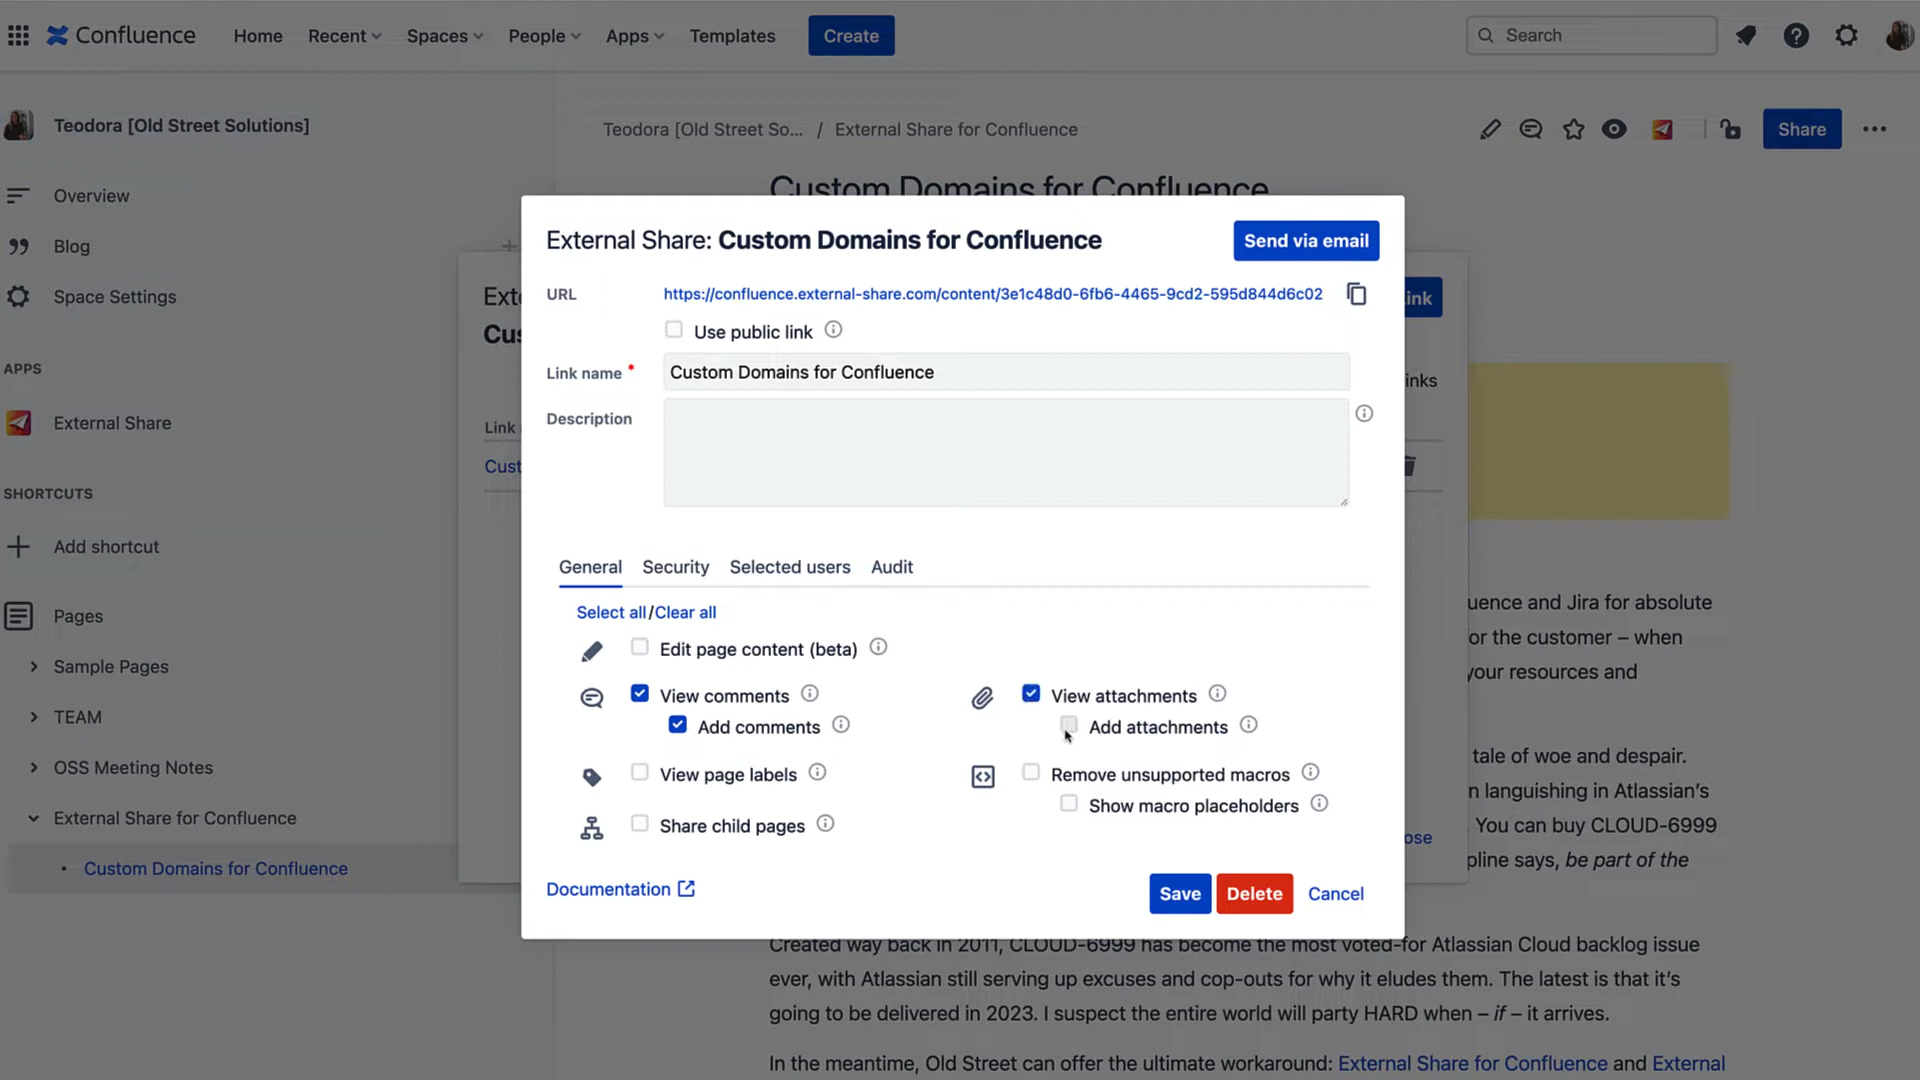 Confluence
Home
Recent
Spaces
People
Apps
Templates
Create
Search
Teodora [Old Street Solutions]
Overview
Blog
Space Settings
APPS
External Share
SHORTCUTS
Add shortcut
Pages
Sample Pages
TEAM
OSS Meeting Notes
External Share for Confluence
• Custom Domains for Confluence
Teodora [Old Street So... / External Share for Confluence
Share
Custom Domains for Confluence
External Share: Custom Domains for Confluence
Send via email
URL
https://confluence.external-share.com/content/3e1c48d0-6fb6-4465-9cd2-595d844d6c02
Use public link
Link name *
Custom Domains for Confluence
Description
General
Security
Selected users
Audit
Select all/Clear all
Edit page content (beta)
View comments
Add comments
View attachments
Add attachments
View page labels
Remove unsupported macros
Show macro placeholders
Share child pages
Documentation
Save
Delete
Cancel
Ext
Cus
Link
Cust
ink
inks
ose
uence and Jira for absolute
or the customer – when
your resources and
tale of woe and despair.
n languishing in Atlassian's
You can buy CLOUD-6999
pline says, be part of the
Created way back in 2011, CLOUD-6999 has become the most voted-for Atlassian Cloud backlog issue
ever, with Atlassian still serving up excuses and cop-outs for why it eludes them. The latest is that it's
going to be delivered in 2023. I suspect the entire world will party HARD when – if – it arrives.
In the meantime, Old Street can offer the ultimate workaround: External Share for Confluence and External